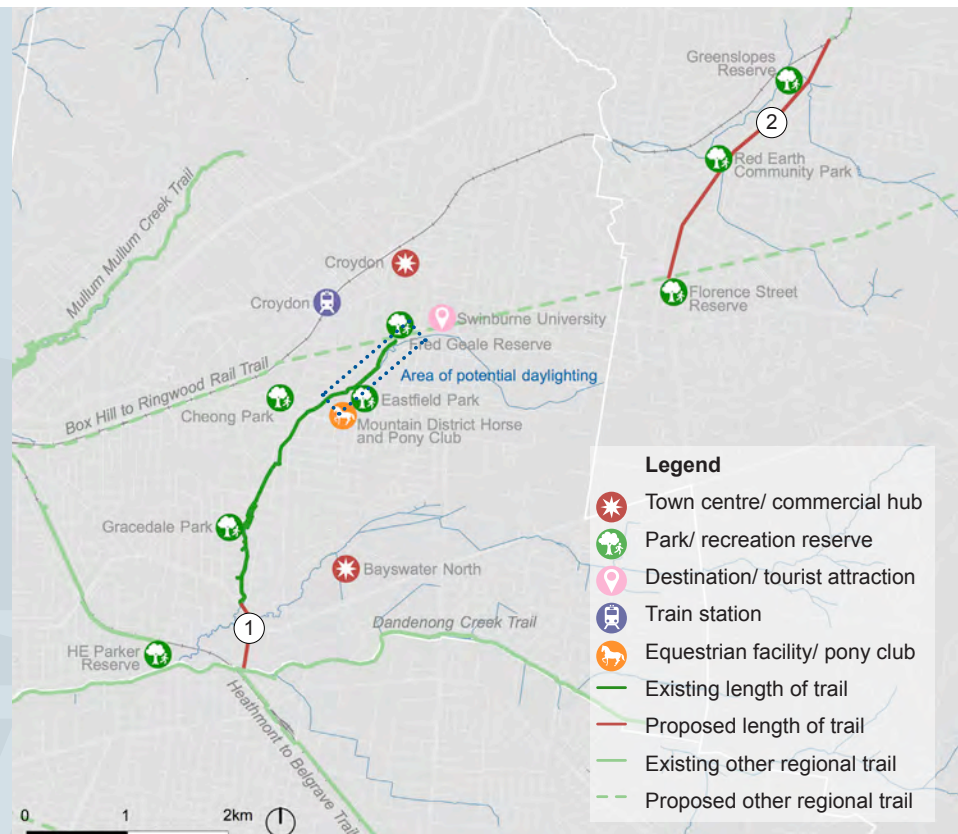 Greenslopes
Reserve
2
Red Earth
Community Park
Mullum Mullum Creek Trail
Croydon
Croydon
Florence Street
Reserve
Swinburne University
Fred Geale Reserve
Box Hill to Ringwood Rail Trail
Area of potential daylighting
Cheong Park
Eastfield Park
Mountain District Horse
and Pony Club
Gracedale Park
Bayswater North
1
Dandenong Creek Trail
HE Parker
Reserve
Heathmont to Belgrave Trail
Legend
Town centre/ commercial hub
Park/ recreation reserve
Destination/ tourist attraction
Train station
Equestrian facility/ pony club
Existing length of trail
Proposed length of trail
Existing other regional trail
Proposed other regional trail
0 1 2km